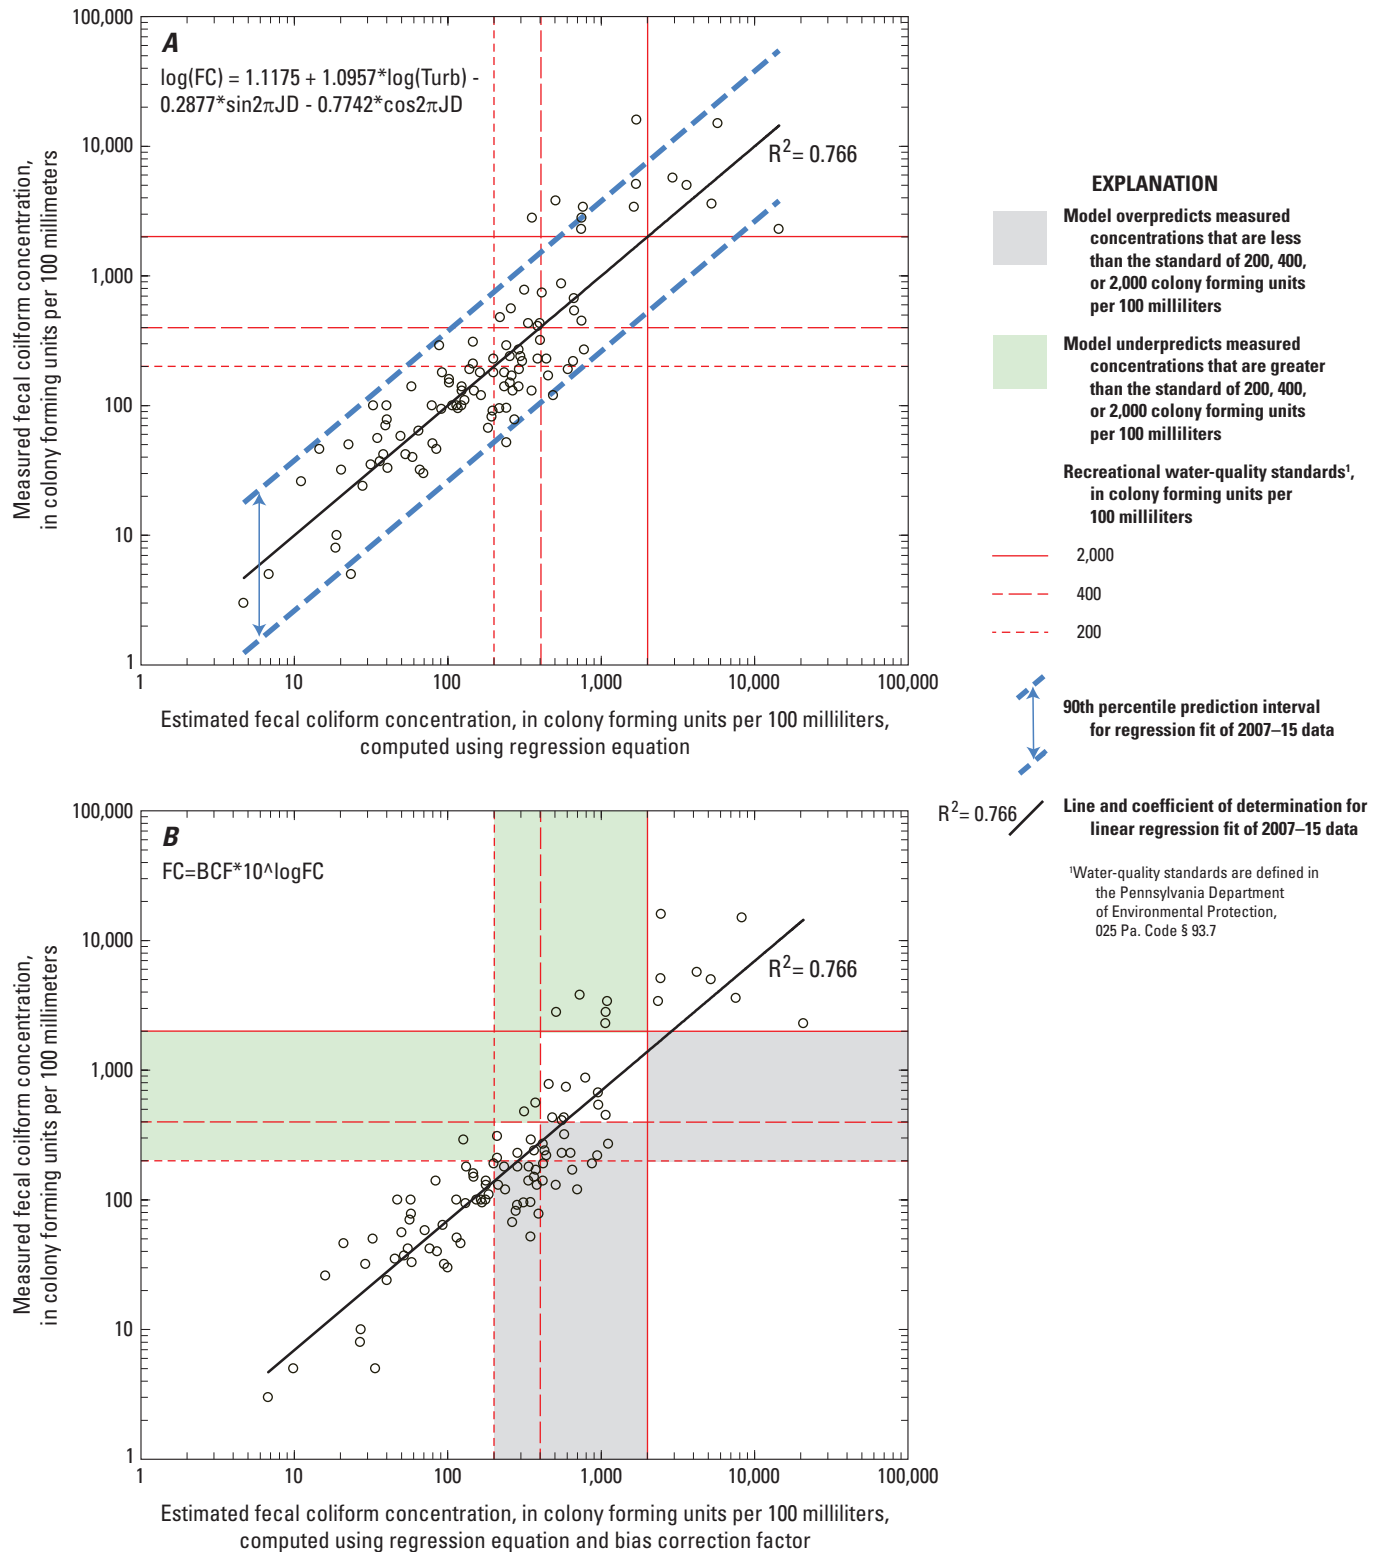 100,000
10,000
1,000
100
10
1
A
log(FC) = 1.1175 + 1.0957*log(Turb) -
0.2877*sin2πJD - 0.7742*cos2πJD
R2= 0.766
Measured fecal coiliform concentration,
in colony forming units per 100 millimeters
1 10 100 1,000 10,000 100,000
Estimated fecal coliform concentration, in colony forming units per 100 milliliters,
computed using regression equation
EXPLANATION
Model overpredicts measured
concentrations that are less
than the standard of 200, 400,
or 2,000 colony forming units
per 100 milliliters
Model underpredicts measured
concentrations that are greater
than the standard of 200, 400,
or 2,000 colony forming units
per 100 milliliters
Recreational water-quality standards1,
in colony forming units per
100 milliliters
2,000
400
200
90th percentile prediction interval
for regression fit of 2007–15 data
R2= 0.766
Line and coefficient of determination for
linear regression fit of 2007–15 data
1Water-quality standards are defined in
the Pennsylvania Department
of Environmental Protection,
025 Pa. Code § 93.7
100,000
10,000
1,000
100
10
1
B
FC=BCF*10^logFC
R2= 0.766
Measured fecal coliform concentration,
in colony forming units per 100 millimeters
1 10 100 1,000 10,000 100,000
Estimated fecal coliform concentration, in colony forming units per 100 milliliters,
computed using regression equation and bias correction factor